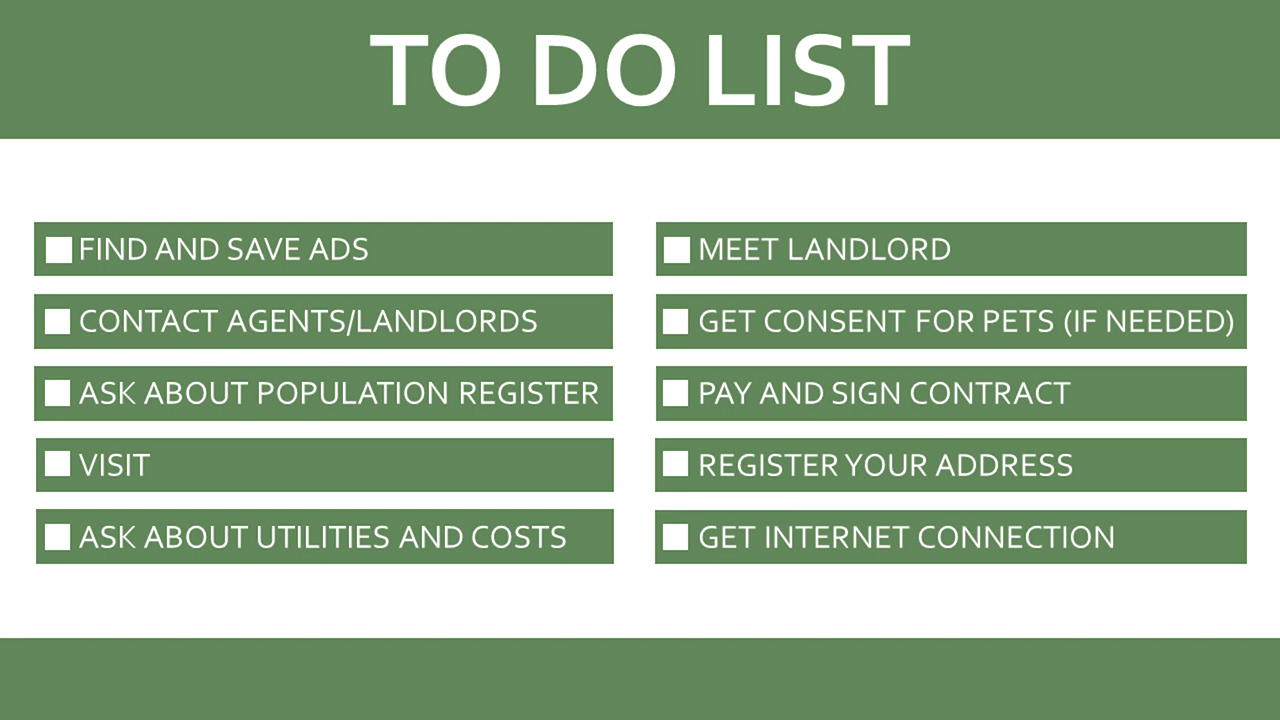 TO DO LIST
FIND AND SAVE ADS
CONTACT AGENTS/LANDLORDS
ASK ABOUT POPULATION REGISTER
VISIT
ASK ABOUT UTILITIES AND COSTS
MEET LANDLORD
GET CONSENT FOR PETS (IF NEEDED)
PAY AND SIGN CONTRACT
REGISTER YOUR ADDRESS
GET INTERNET CONNECTION